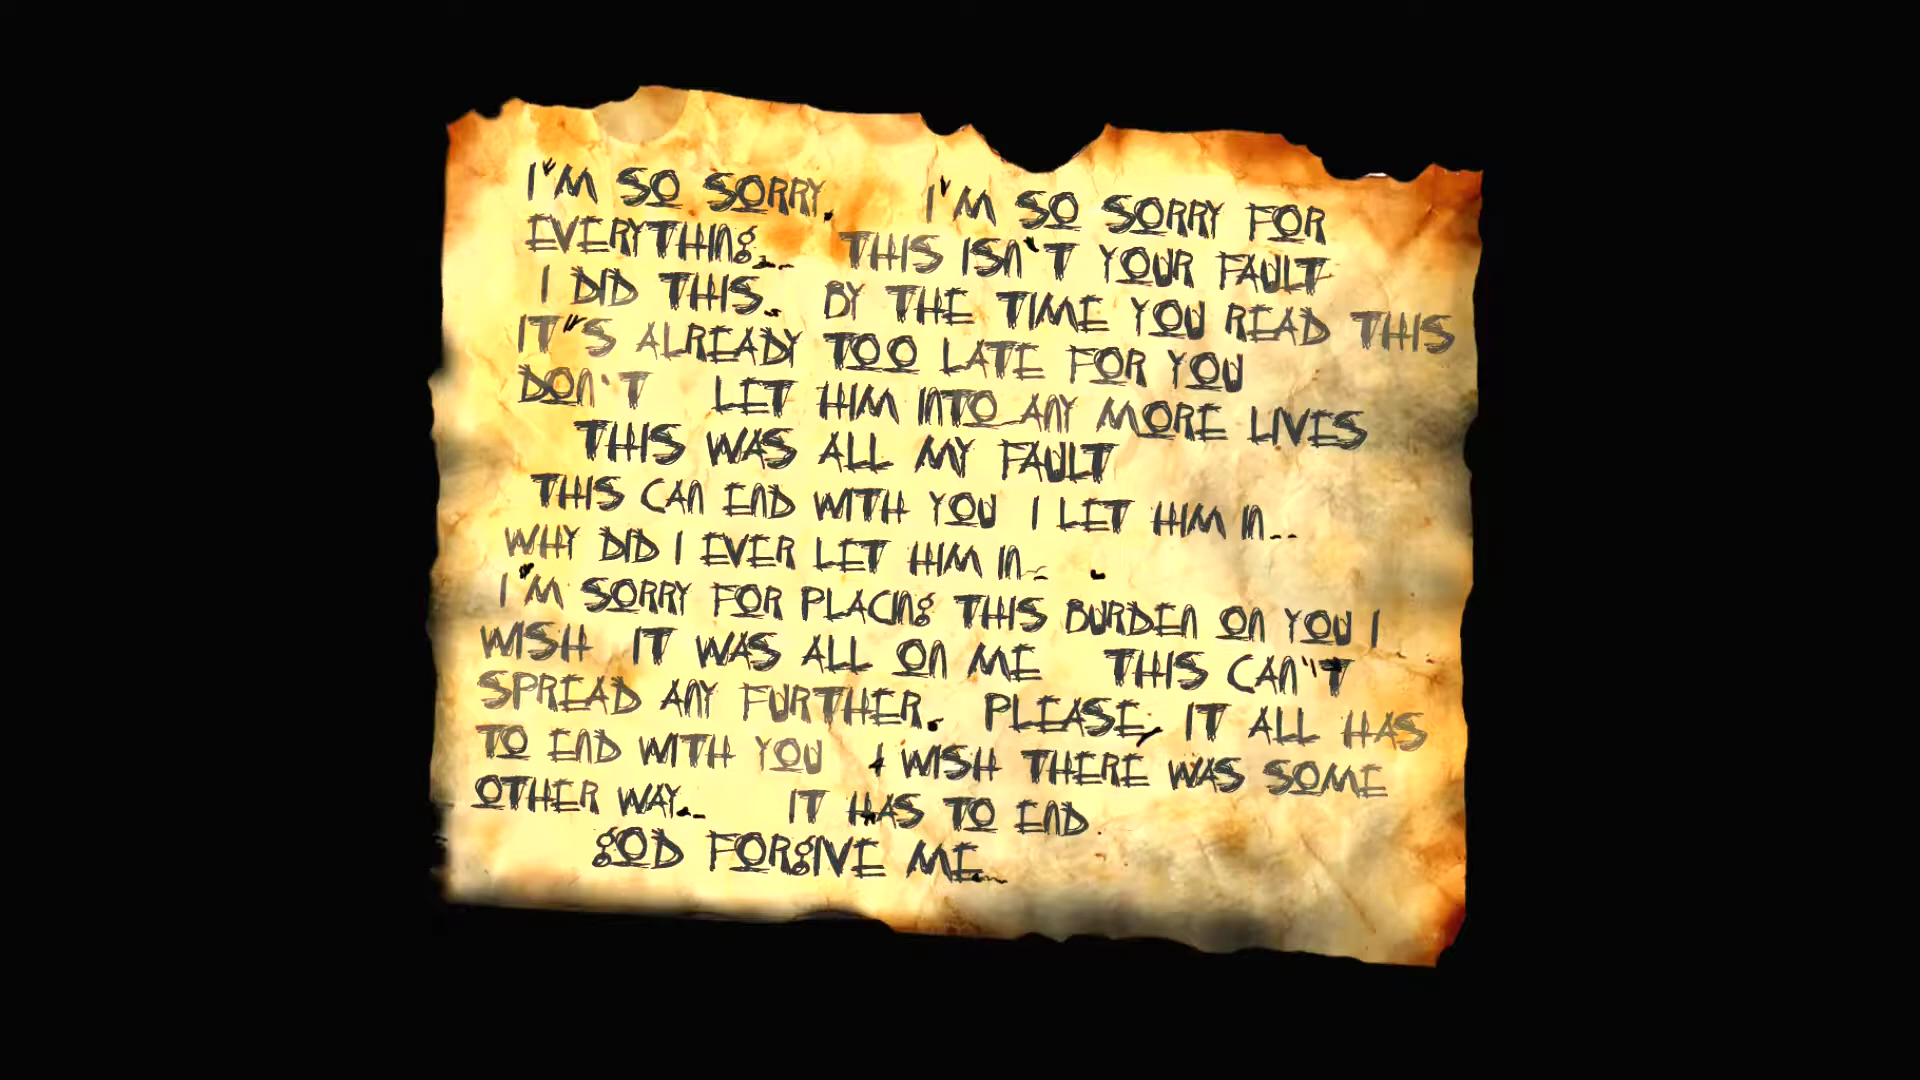 I'M SO SORRY.    I'M SO SORRY FOR
EVERYTHING...  THIS ISN'T YOUR FAULT
I DID THIS..  BY THE TIME YOU READ THIS
IT"S ALREADY TOO LATE FOR YOU
DON'T  LET HIM INTO ANY MORE LIVES
THIS WAS ALL MY FAULT
THIS CAN END WITH YOU  I LET HIM IN...
WHY DID I EVER LET HIM IN..  .
I'M SORRY FOR PLACING THIS BURDEN ON YOU I
WISH  IT WAS ALL ON ME   THIS CAN'T
SPREAD ANY FURTHER.  PLEASE, IT ALL HAS
TO END WITH YOU  I WISH THERE WAS SOME
OTHER WAY...    IT HAS TO END.
GOD FORGIVE ME...